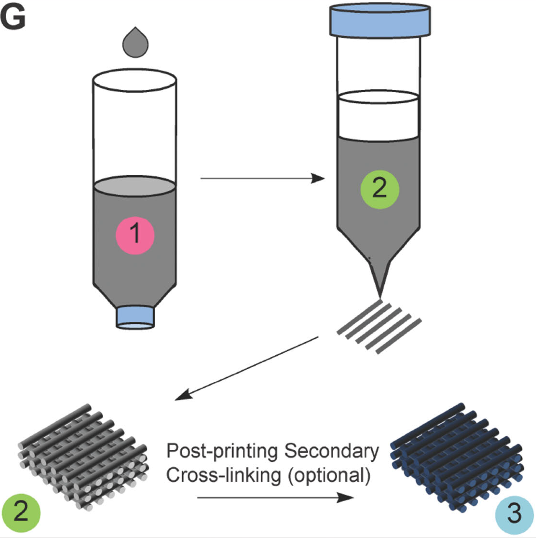 G
1
2
Post-printing Secondary
Cross-linking (optional)
2
3